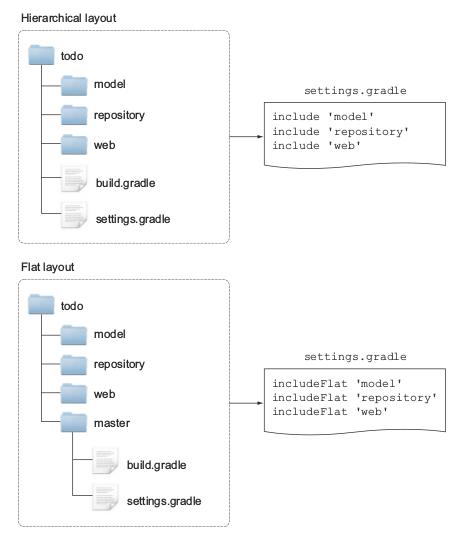 Hierarchical layout
todo
model
repository
web
build.gradle
settings.gradle
settings.gradle
include 'model'
include 'repository'
include 'web'
Flat layout
todo
model
repository
web
master
build.gradle
settings.gradle
settings.gradle
includeFlat 'model'
includeFlat 'repository'
includeFlat 'web'